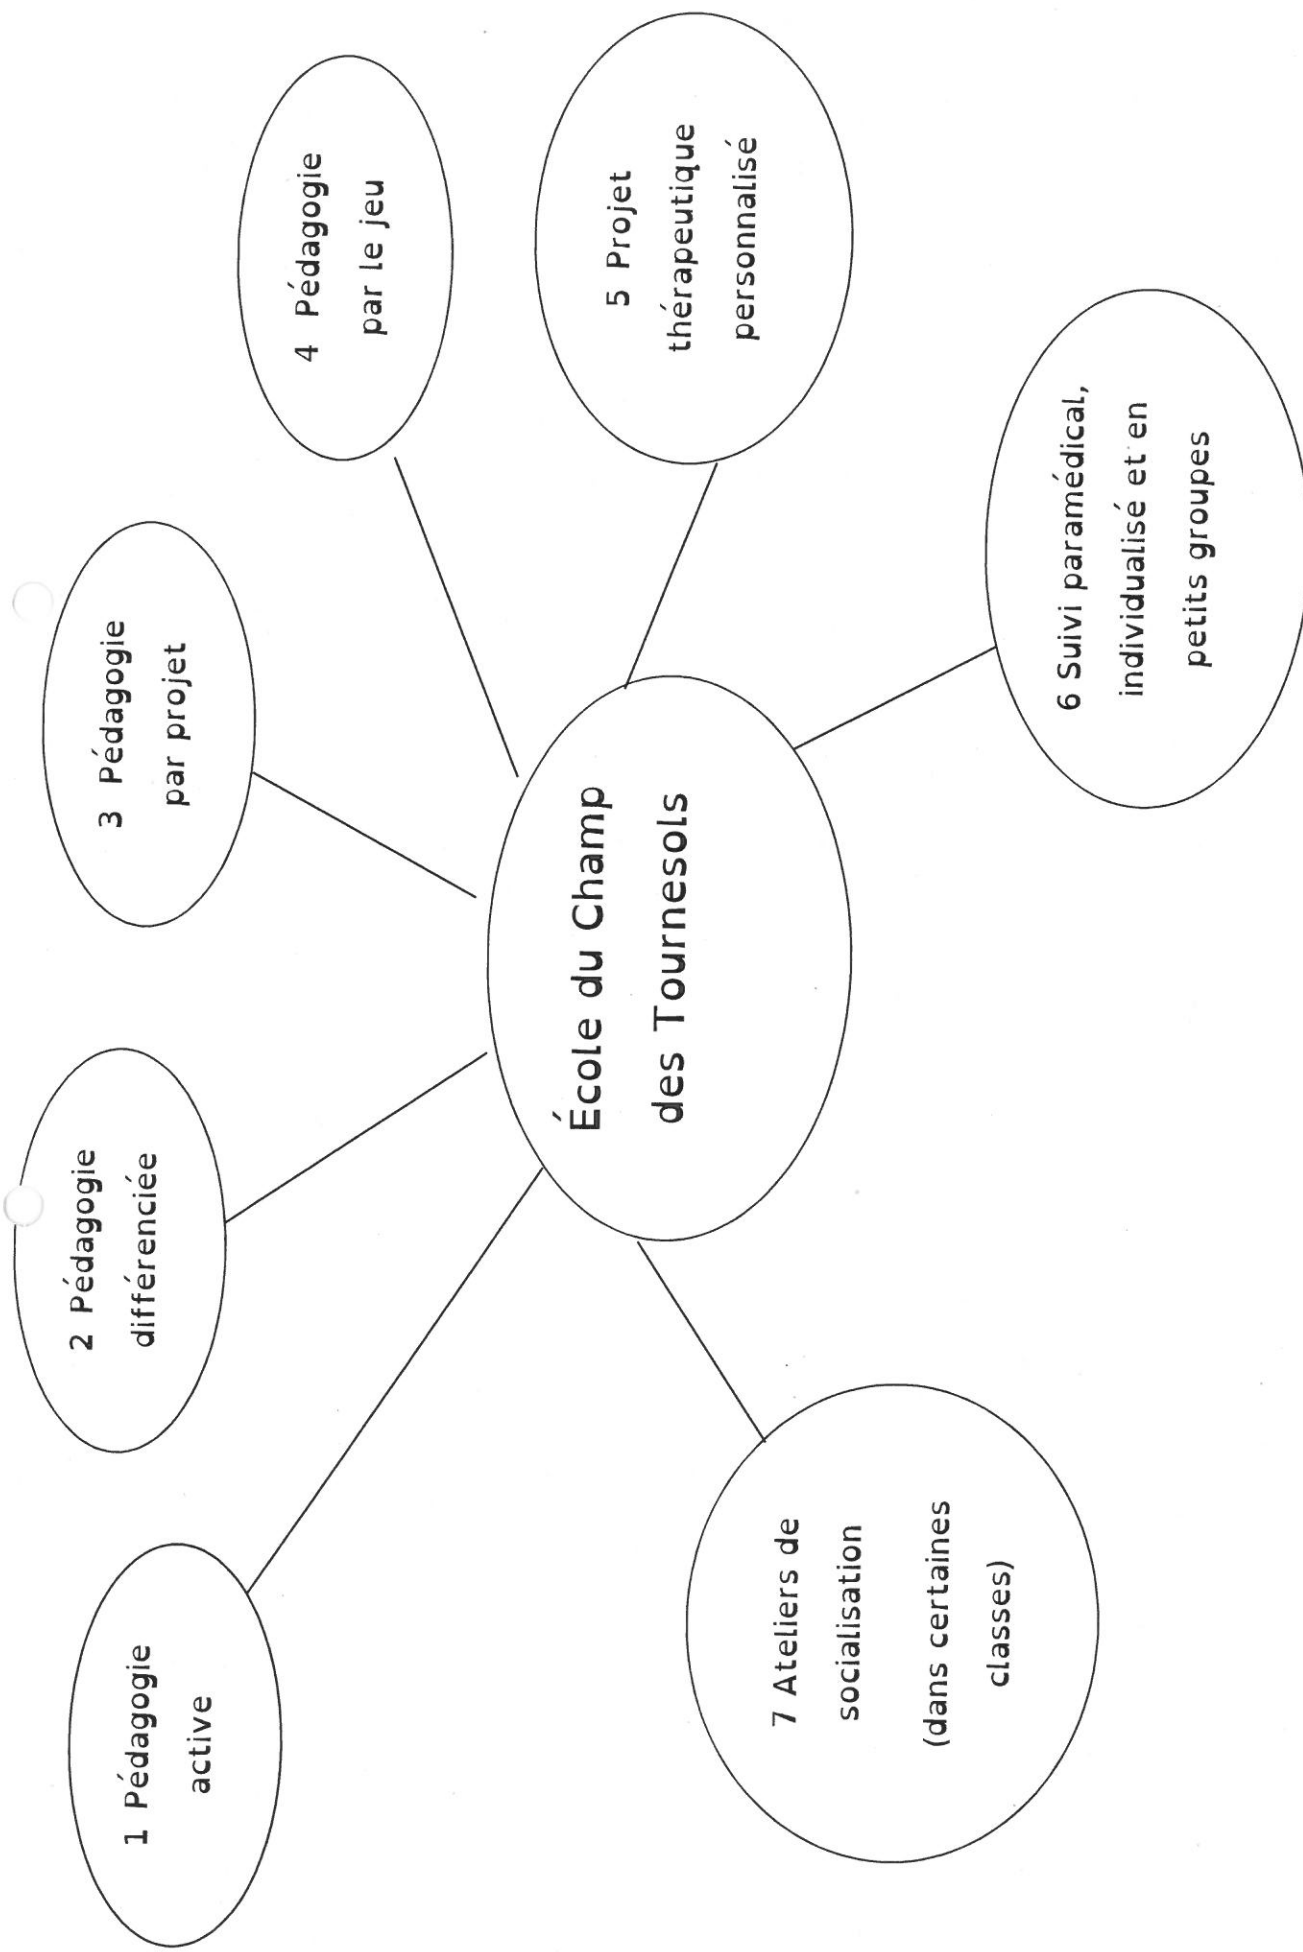 1 Pédagogie
active
2 Pédagogie
différenciée
3 Pédagogie
par projet
4 Pédagogie
par le jeu
5 Projet
thérapeutique
personnalisé
École du Champ
des Tournesols
6 Suivi paramédical,
individualisé et en
petits groupes
7 Ateliers de
socialisation
(dans certaines
classes)